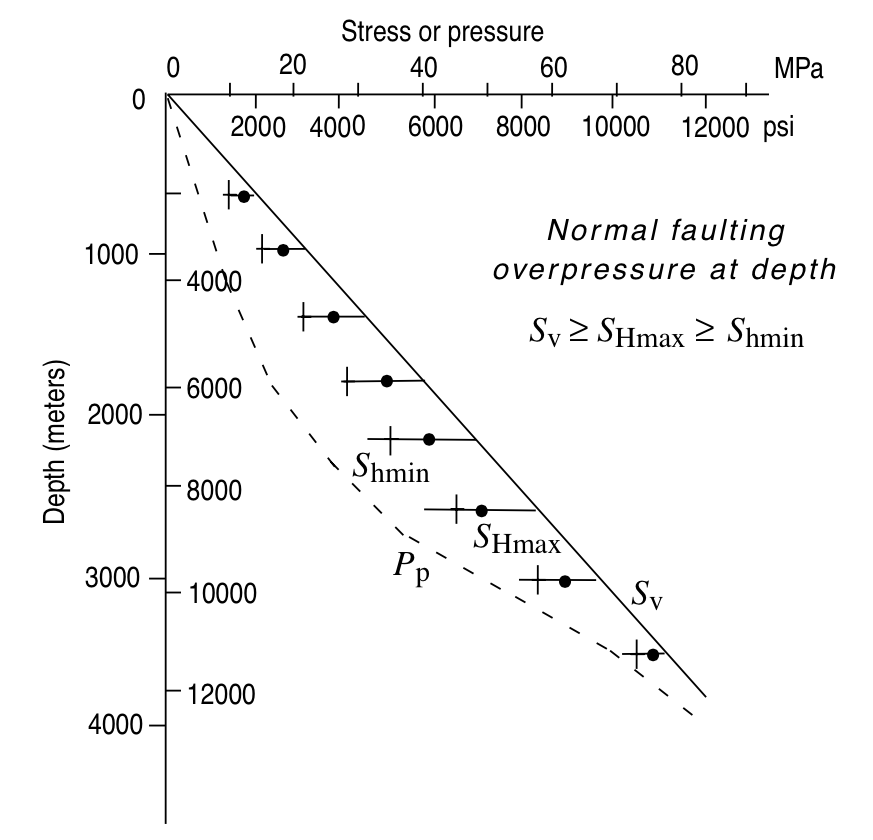 Stress or pressure
0 20 40 60 80 MPa
0
2000 4000 6000 8000 10000 12000 psi
Normal faulting
overpressure at depth
Sv ≥ SHmax ≥ Shmin
1000
4000
6000
2000
Depth (meters)
Shmin
8000
SHmax
Pp
3000
10000
Sv
12000
4000